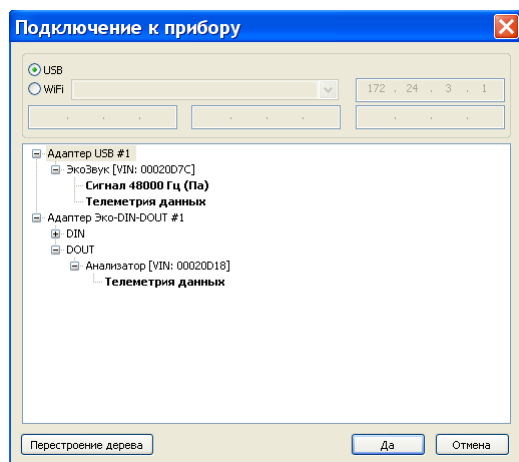 Подключение к прибору
USB
WiFi
172 . 24 . 3 . 1
. . . . . . . . .
Адаптер USB #1
ЭкоЗвук [VIN: 00020D7C]
Сигнал 48000 Гц (Па)
Телеметрия данных
Адаптер Эко-DIN-DOUT #1
DIN
DOUT
Анализатор [VIN: 00020D18]
Телеметрия данных
Перестроение дерева Да Отмена